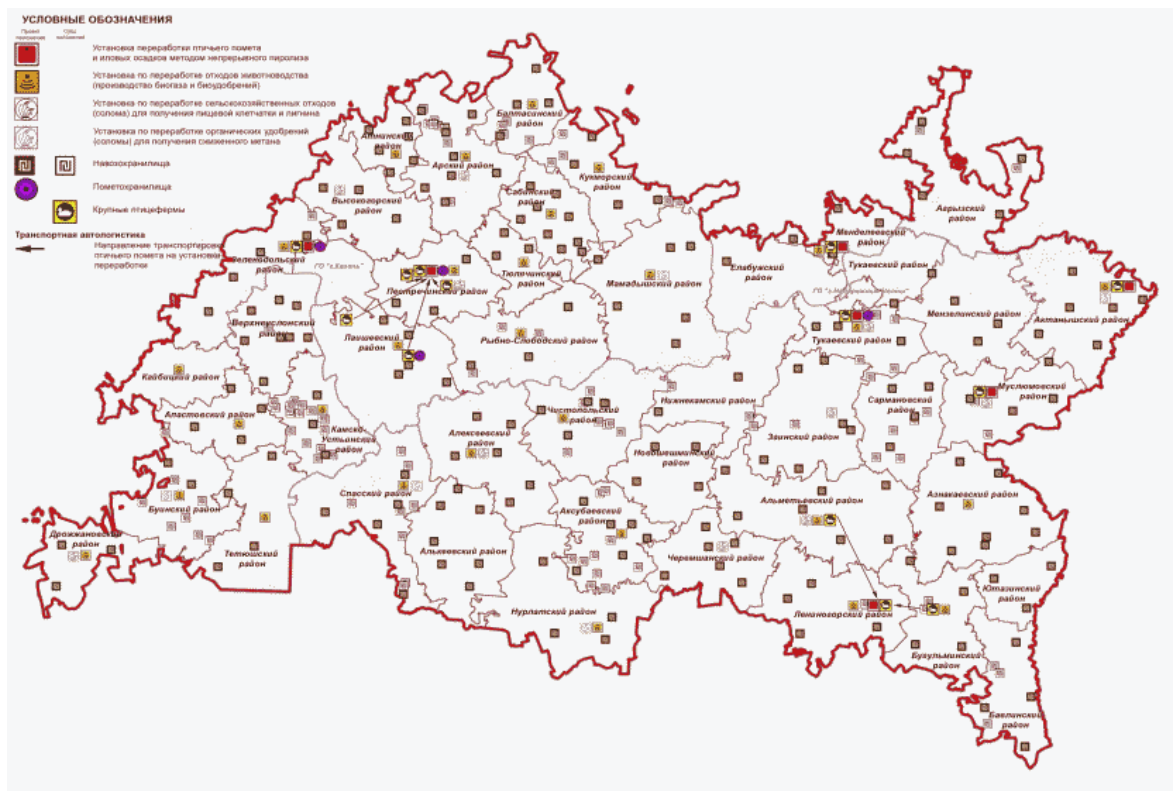 УСЛОВНЫЕ ОБОЗНАЧЕНИЯ
Установка переработки птичьего помета
и иловых осадков методом непрерывного пиролиза
Установка по переработке отходов животноводства
(производство биогаза и биоудобрений)
Установка по переработке сельскохозяйственных отходов
(солома) для получения пищевой клетчатки и лигнина
Установка по переработке органических удобрений
(соломы) для получения сжиженного метана
Навозохранилища
Пометохранилища
Крупные птицефермы
Транспортная автологистика
Направление транспортировк
птичьего помета на установк
переработки
Балтасинский
район
Атнинский
район
Арский район
Кукморский
район
Сабинский
район
Высокогорский
район
Агрызский
район
Менделеевский
район
Зеленодольский
район
ГО "г.Казань"
Пестречинский район
Тюлячинский
район
Мамадышский район
Елабужский
район
Тукаевский район
Мензелинский район
Актанышский
район
Верхнеуслонский
район
Лаишевский
район
Рыбно-Слободский район
Тукаевский
район
Кайбицкий район
Муслюмовский
район
Апастовский район
Камско-
Устьинский
район
Алексеевский
район
Чистопольский
район
Нижнекамский район
Сармановский
район
Заинский район
Новошешминский
район
Спасский район
Альметьевский
район
Азнакаевский
район
Буинский район
Аксубаевский
район
Дрожжановский
район
Тетюшский
район
Алькеевский район
Черемшанский район
Нурлатский район
Лениногорский район
Ютазинский
район
Бугульминский
район
Бавлинский
район